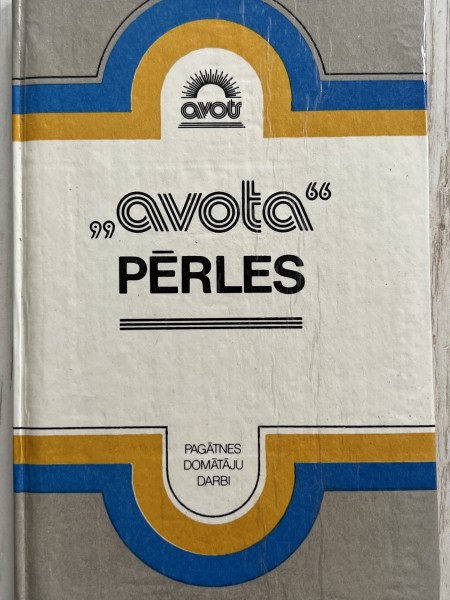 avots
„avota“
PĒRLES
PAGĀTNES
DOMĀTĀJU
DARBI